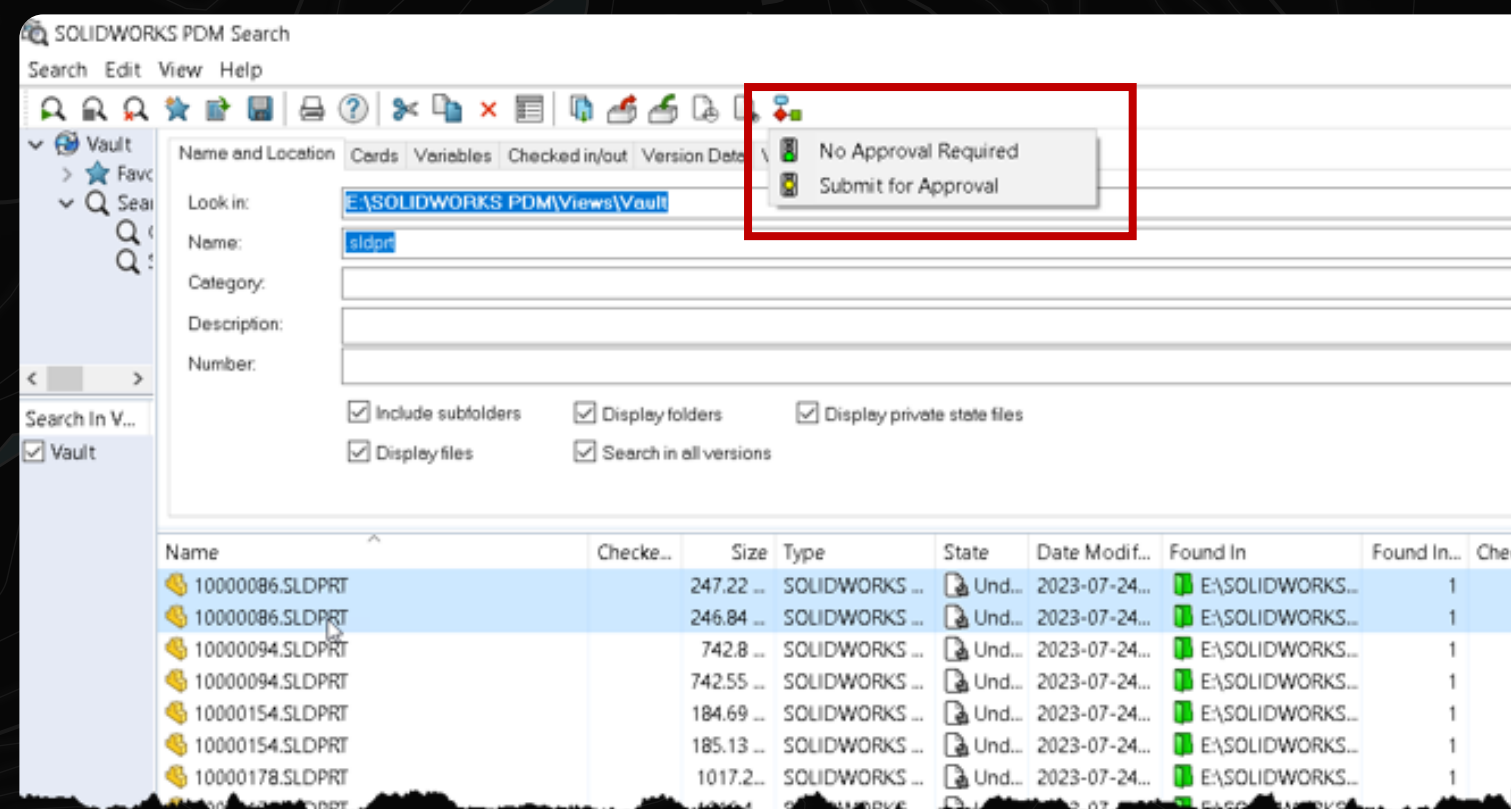 SOLIDWORKS PDM Search
Search Edit View Help
Vault
Favo
Sear
Name and Location Cards Variables Checked in/out Version Data
No Approval Required
Submit for Approval
Look in: E:\SOLIDWORKS PDM\Views\Vault
Name: .sldprt
Category:
Description:
Number:
Include subfolders Display folders Display private state files
Display files Search in all versions
Search In V...
Vault
Name Checke... Size Type State Date Modif... Found In Found In... Che
10000086.SLDPRT 247.22 ... SOLIDWORKS ... Und... 2023-07-24... E:\SOLIDWORKS...  1
10000086.SLDPRT 246.84 ... SOLIDWORKS ... Und... 2023-07-24... E:\SOLIDWORKS... 1
10000094.SLDPRT 742.8 ... SOLIDWORKS ... Und... 2023-07-24... E:\SOLIDWORKS... 1
10000094.SLDPRT 742.55 ... SOLIDWORKS ... Und... 2023-07-24... E:\SOLIDWORKS... 1
10000154.SLDPRT 184.69 ... SOLIDWORKS ... Und... 2023-07-24... E:\SOLIDWORKS... 1
10000154.SLDPRT 185.13 ... SOLIDWORKS ... Und... 2023-07-24... E:\SOLIDWORKS... 1
10000178.SLDPRT 1017.2... SOLIDWORKS ... Und... 2023-07-24... E:\SOLIDWORKS... 1